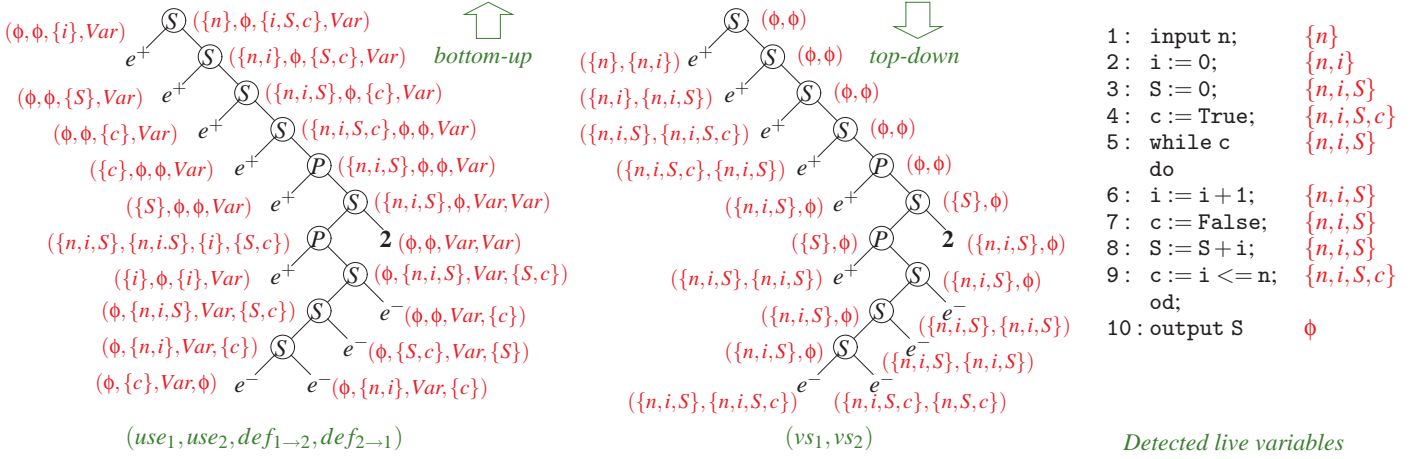 S ({n},ϕ,{i,S,c},Var)
(ϕ,ϕ,{i},Var) e⁺ S ({n,i},ϕ,{S,c},Var)
(ϕ,ϕ,{S},Var) e⁺ S ({n,i,S},ϕ,{c},Var)
(ϕ,ϕ,{c},Var) e⁺ S ({n,i,S,c},ϕ,ϕ,Var)
({c},ϕ,ϕ,Var) e⁺ P ({n,i,S},ϕ,ϕ,Var)
({S},ϕ,ϕ,Var) e⁺ S ({n,i,S},ϕ,Var,Var)
({n,i,S},{n,i.S},{i},{S,c}) P 2 (ϕ,ϕ,Var,Var)
({i},ϕ,{i},Var) e⁺ S (ϕ,{n,i,S},Var,{S,c})
(ϕ,{n,i,S},Var,{S,c}) S e⁻ (ϕ,ϕ,Var,{c})
(ϕ,{n,i},Var,{c}) S e⁻ (ϕ,{S,c},Var,{S})
(ϕ,{c},Var,ϕ) e⁻ e⁻ (ϕ,{n,i},Var,{c})
(use₁,use₂,def₁→₂,def₂→₁)
bottom-up
S (ϕ,ϕ)
({n},{n,i}) e⁺ S (ϕ,ϕ)
({n,i},{n,i,S}) e⁺ S (ϕ,ϕ)
({n,i,S},{n,i,S,c}) e⁺ S (ϕ,ϕ)
({n,i,S,c},{n,i,S}) e⁺ P (ϕ,ϕ)
({n,i,S},ϕ) e⁺ S ({S},ϕ)
({S},ϕ) P 2 ({n,i,S},ϕ)
({n,i,S},{n,i,S}) e⁺ S ({n,i,S},ϕ)
({n,i,S},ϕ) S e⁻ ({n,i,S},{n,i,S})
({n,i,S},ϕ) S e⁻ ({n,i,S},{n,i,S})
e⁻ e⁻
({n,i,S},{n,i,S,c}) ({n,i,S,c},{n,S,c})
(vs₁,vs₂)
top-down
1: input n; {n}
2: i := 0; {n,i}
3: S := 0; {n,i,S}
4: c := True; {n,i,S,c}
5: while c {n,i,S}
do
6: i := i + 1; {n,i,S}
7: c := False; {n,i,S}
8: S := S + i; {n,i,S}
9: c := i <= n; {n,i,S,c}
od;
10: output S ϕ
Detected live variables